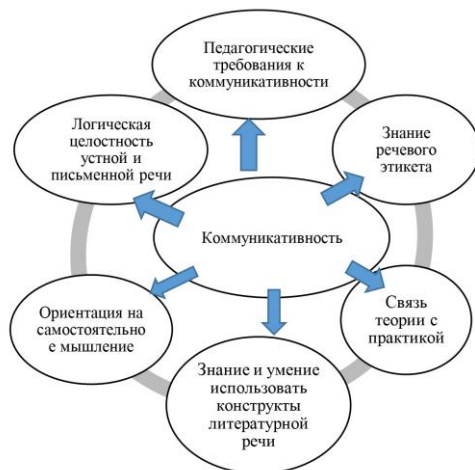 Педагогические
требования к
коммуникативности
Логическая
целостность
устной и
письменной речи
Знание
речевого
этикета
Коммуникативность
Ориентация на
самостоятельно
е мышление
Связь
теории с
практикой
Знание и умение
использовать
конструкты
литературной
речи